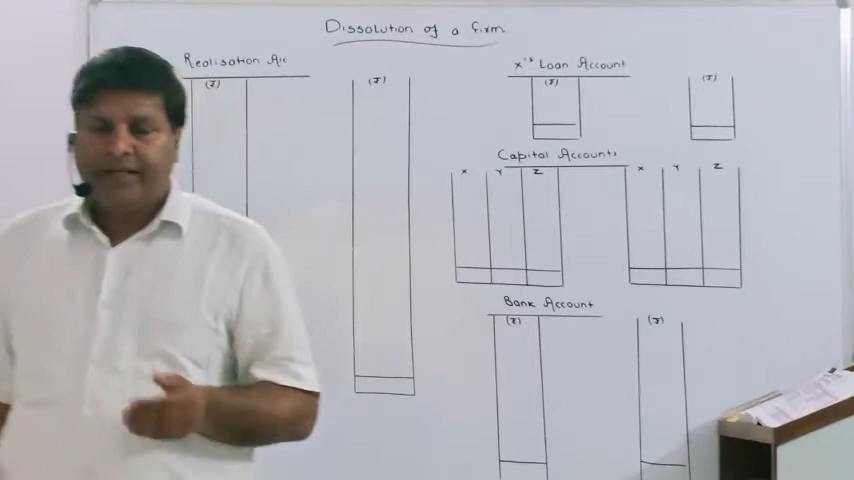 Dissolution of a firm
Realisation A/c
(₹) (₹)
X's Loan Account
(₹) (₹)
Capital Accounts
X Y Z X Y Z
Bank Account
(₹) (₹)